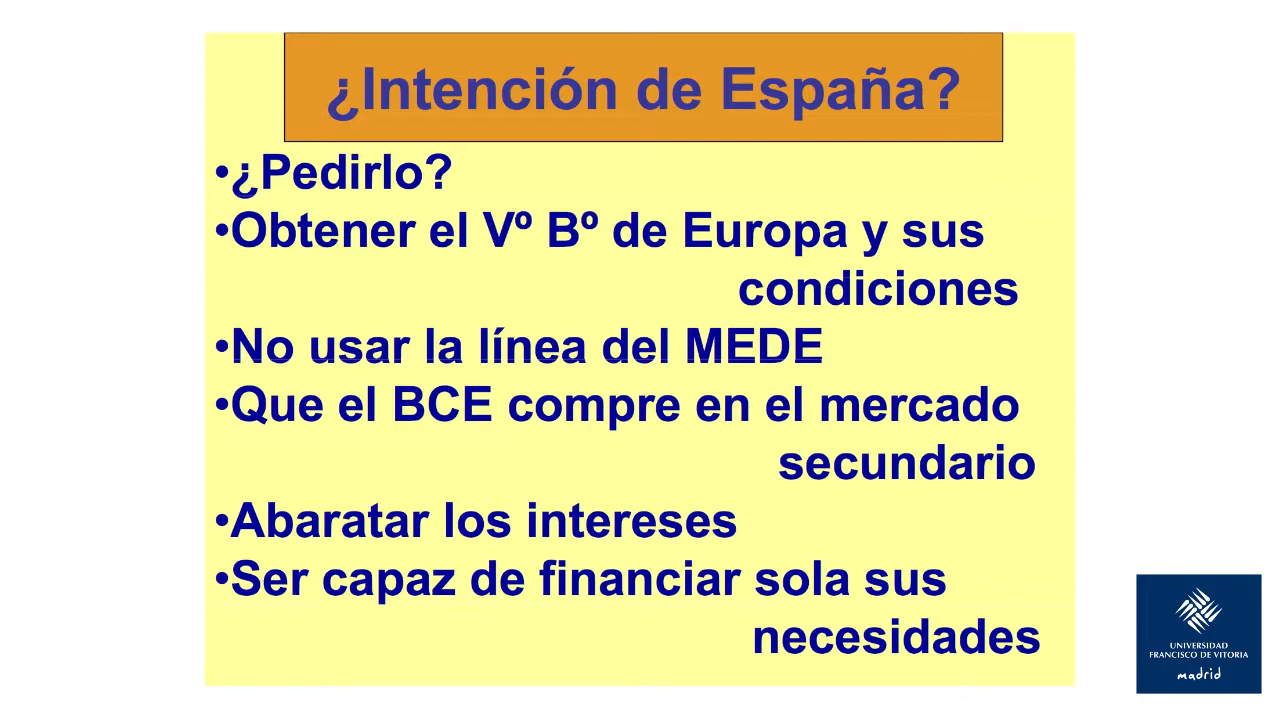 ¿Intención de España?
•¿Pedirlo?
•Obtener el Vº Bº de Europa y sus
condiciones
•No usar la línea del MEDE
•Que el BCE compre en el mercado
secundario
•Abaratar los intereses
•Ser capaz de financiar sola sus
necesidades
UNIVERSIDAD
FRANCISCO DE VITORIA
madrid